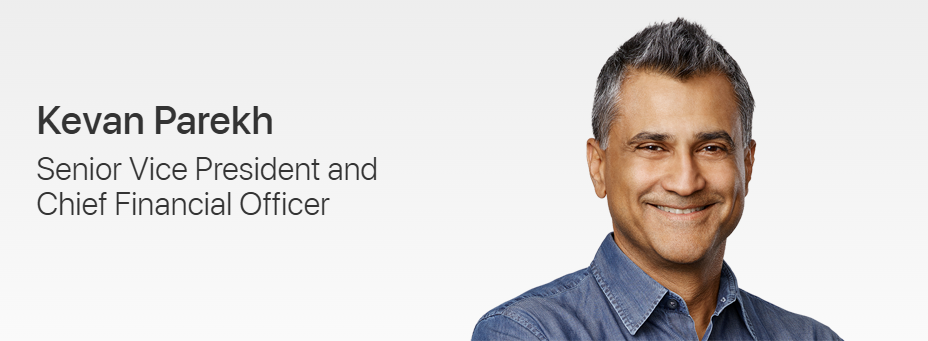 Kevan Parekh
Senior Vice President and
Chief Financial Officer